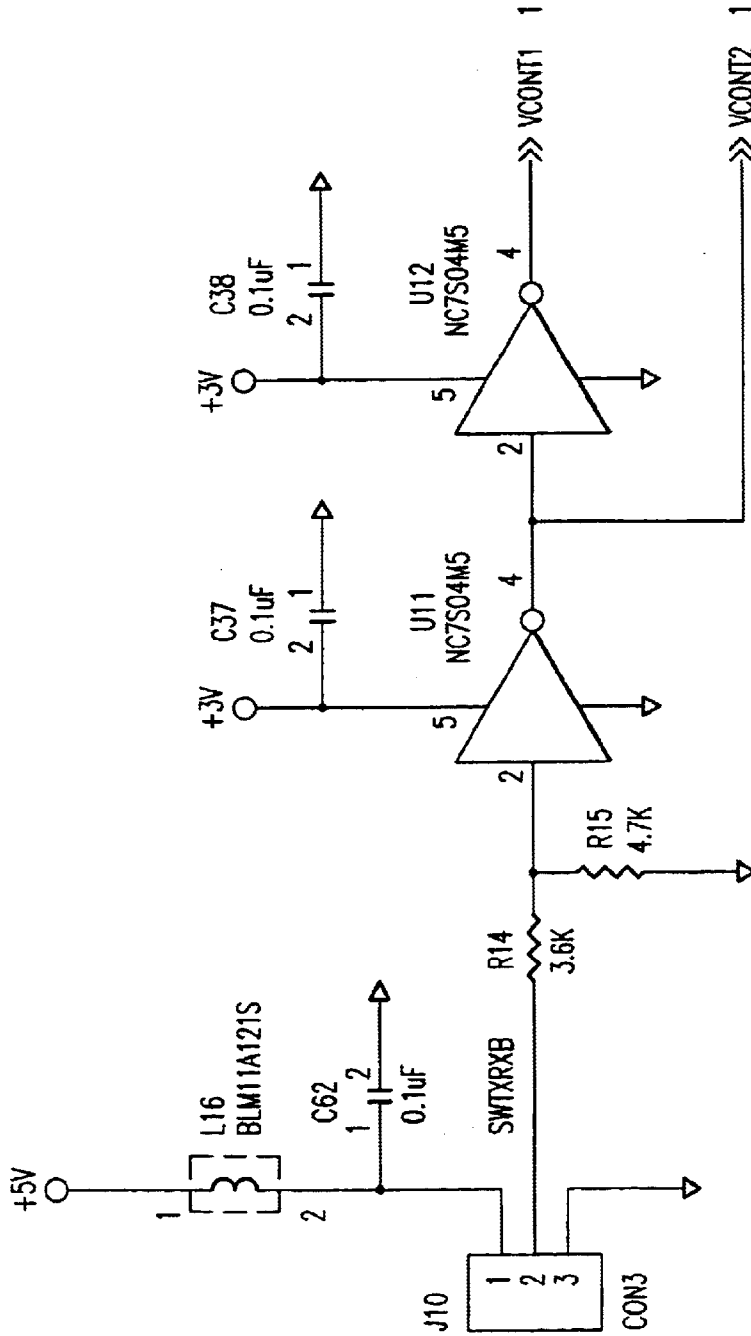 +5V
1
L16
BLM11A121S
2
C62
1 2
0.1uF
J10
1
2
3
CON3
SWTXRXB
R14
3.6K
R15
4.7K
+3V
C37
0.1uF
2 1
5
U11
NC7S04M5
2
4
+3V
C38
0.1uF
2 1
5
U12
NC7S04M5
2
4
VCONT1 1
VCONT2 1